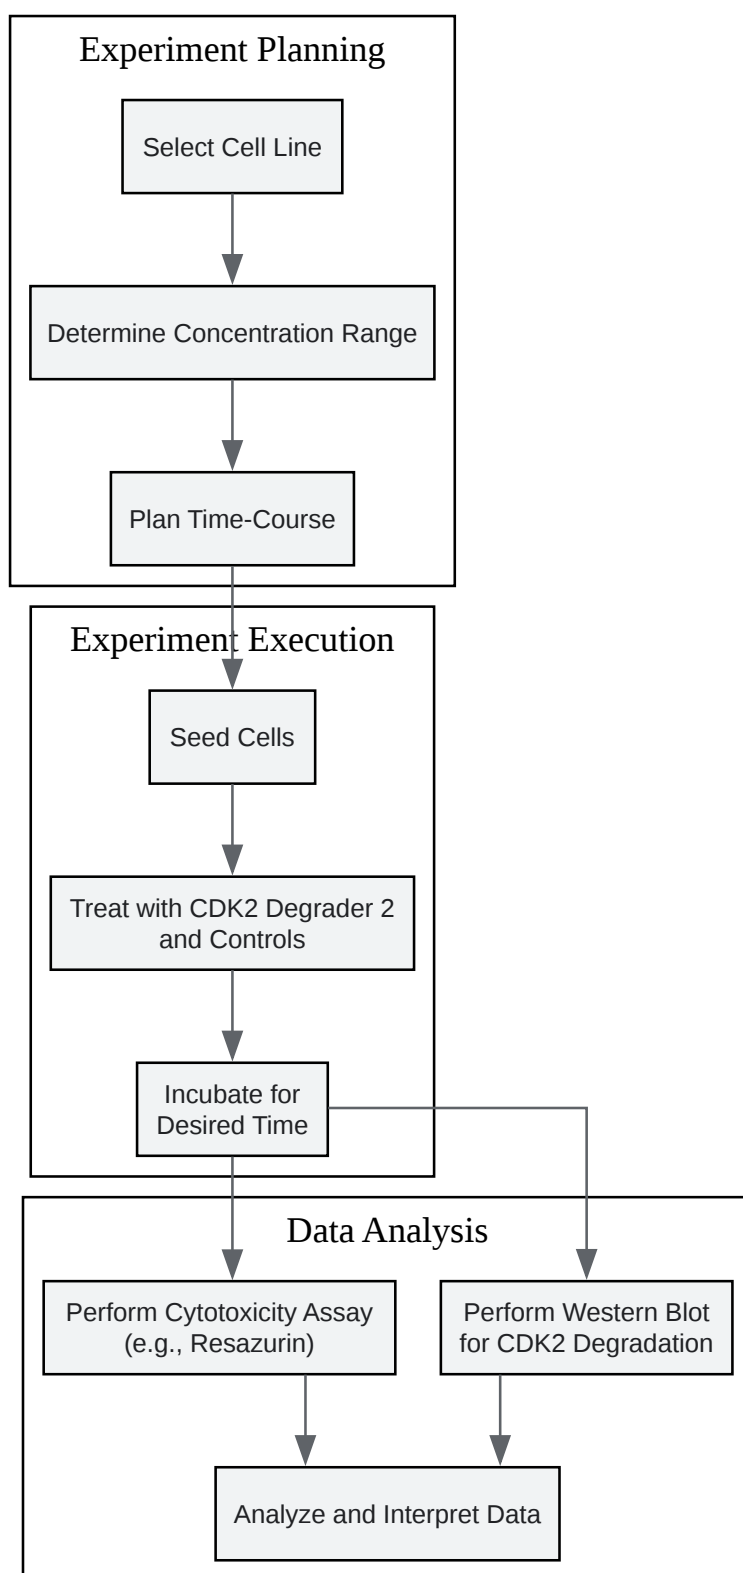 Experiment Planning
Select Cell Line
Determine Concentration Range
Plan Time-Course
Experiment Execution
Seed Cells
Treat with CDK2 Degrader 2
and Controls
Incubate for
Desired Time
Data Analysis
Perform Cytotoxicity Assay
(e.g., Resazurin)
Perform Western Blot
for CDK2 Degradation
Analyze and Interpret Data